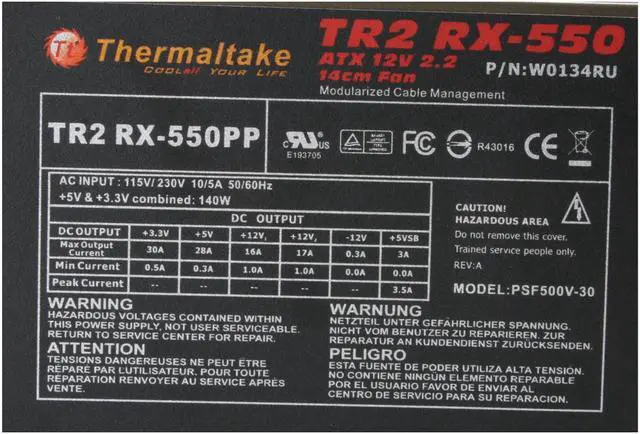 Thermaltake
COOLall YOUR LIFE
TR2 RX-550
ATX 12V 2.2
14cm Fan
P/N:W0134RU
Modularized Cable Management
TR2 RX-550PP
c RU us
E193705
FCC
R43016
CE
AC INPUT : 115V/ 230V 10/5A 50/60Hz
+5V & +3.3V combined: 140W
DC OUTPUT
DC OUTPUT +3.3V +5V +12V1 +12V2 -12V +5VSB
Max Output Current 30A 28A 16A 17A 0.3A 3A
Min Current 0.5A 0.3A 1.0A 1.0A 0.0A 0.0A
Peak Current -- -- -- -- -- 3.5A
CAUTION!
HAZARDOUS AREA
Do not remove this cover.
Trained service people only.
REV:A
MODEL:PSF500V-30
WARNING
HAZARDOUS VOLTAGES CONTAINED WITHIN
THIS POWER SUPPLY, NOT USER SERVICEABLE.
RETURN TO SERVICE CENTER FOR REPAIR.
ATTENTION
TENSIONS DANGEREUSES NE PEUT ÊTRE
RÉPARÉ PAR L'UTILISATEUR. POUR TOUTE
RÉPARATION RENVOYER AU SERVICE APRÉS
VENTE.
WARNUNG
NETZTEIL UNTER GEFÄHRLICHER SPANNUNG.
NICHT VOM BENUTZER ZU REPARIEREN. ZUR
REPARATUR AN KUNDENDIENST ZURÜCKSENDEN.
PELIGRO
ESTA FUENTE DE PODER UTILIZA ALTA TENSIÓN.
NO CONTIENE NINGÚN ELEMENTO REPARABLE
POR EL USUARIO FAVOR DE ENVIAR AL
CENTRO DE SERVICIO PARA SU REPARACIÓN.